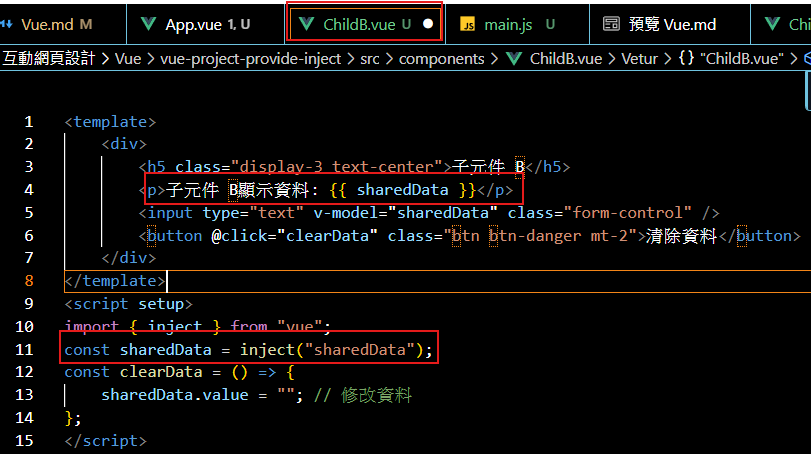 Vue.md M App.vue 1, U ChildB.vue U main.js U 預覽 Vue.md Chi
互動網頁設計 > Vue > vue-project-provide-inject > src > components > ChildB.vue > Vetur > {} "ChildB.vue" >
1 <template>
2 <div>
3 <h5 class="display-3 text-center">子元件 B</h5>
4 <p>子元件 B顯示資料: {{ sharedData }}</p>
5 <input type="text" v-model="sharedData" class="form-control" />
6 <button @click="clearData" class="btn btn-danger mt-2">清除資料</button>
7 </div>
8 </template>
9 <script setup>
10 import { inject } from "vue";
11 const sharedData = inject("sharedData");
12 const clearData = () => {
13 sharedData.value = ""; // 修改資料
14 };
15 </script>